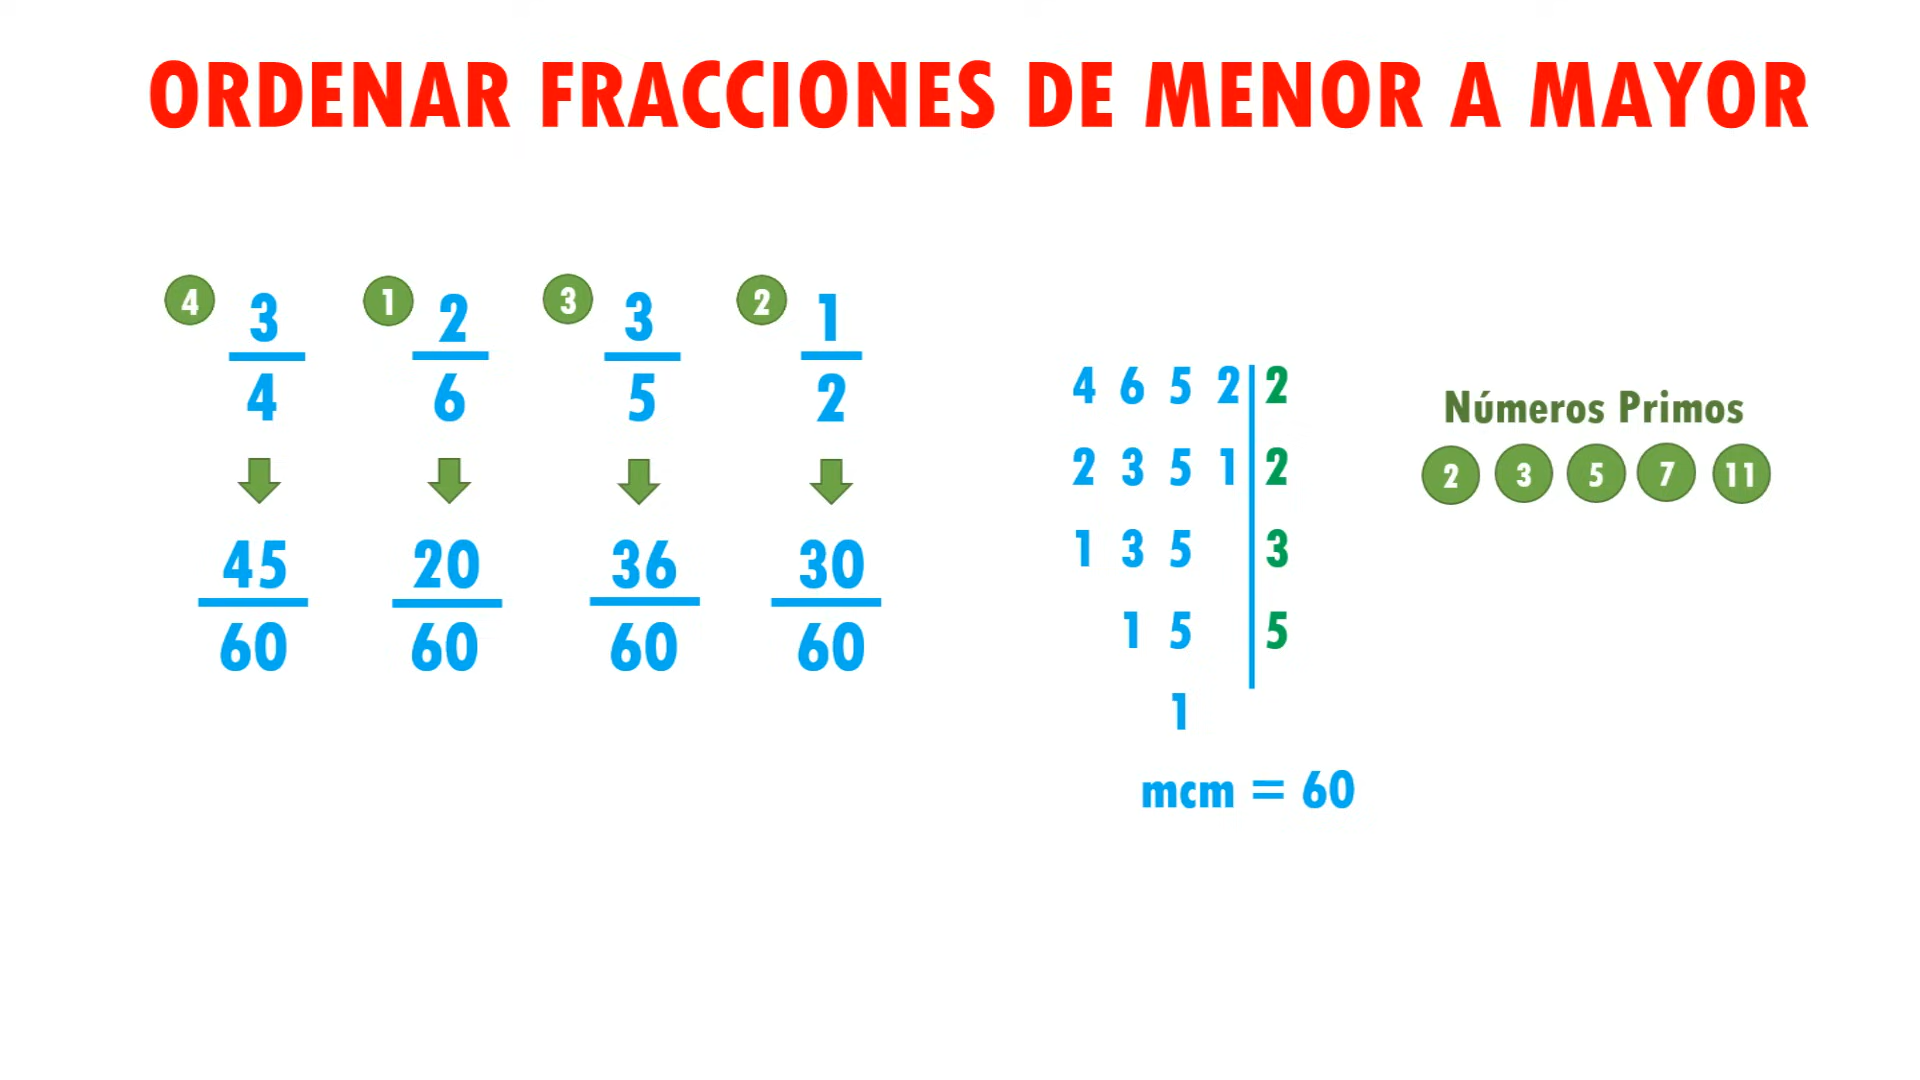 ORDENAR FRACCIONES DE MENOR A MAYOR
4 3/4 1 2/6 3 3/5 2 1/2
45/60 20/60 36/60 30/60
4 6 5 2 | 2
2 3 5 1 | 2
1 3 5 | 3
1 5 | 5
1
mcm = 60
Números Primos
2 3 5 7 11